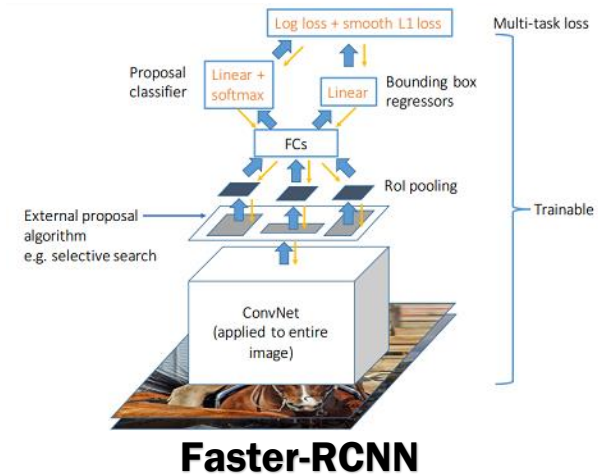 Log loss + smooth L1 loss
Multi-task loss
Proposal
classifier
Linear +
softmax
Linear
Bounding box
regressors
FCs
RoI pooling
External proposal
algorithm
e.g. selective search
Trainable
ConvNet
(applied to entire
image)
Faster-RCNN